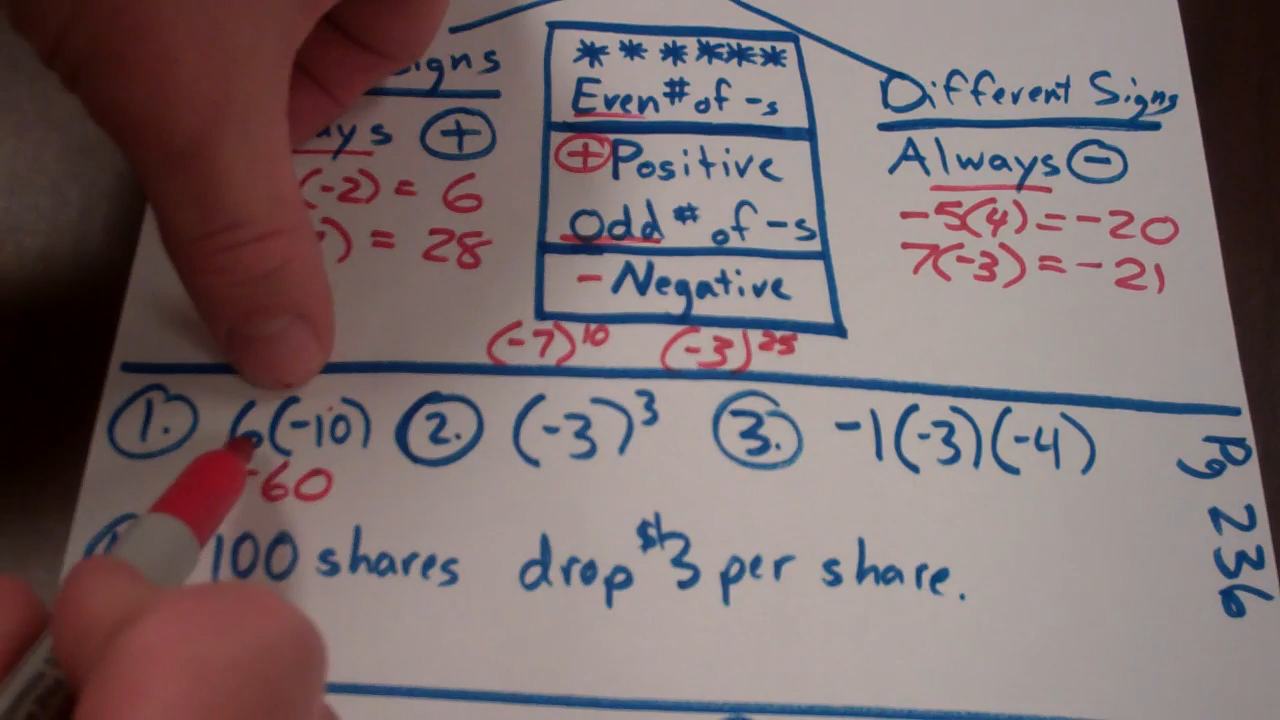 igns
ys +
(-2) = 6
) = 28
* * * * * *
Even # of -s
+ Positive
Odd # of -s
- Negative
(-7)¹⁰ (-3)²⁵
Different Signs
Always -
-5(4) = -20
7(-3) = -21
1. 6(-10) 2. (-3)³ 3. -1(-3)(-4)
-60
100 shares drop $3 per share.
Pg 236